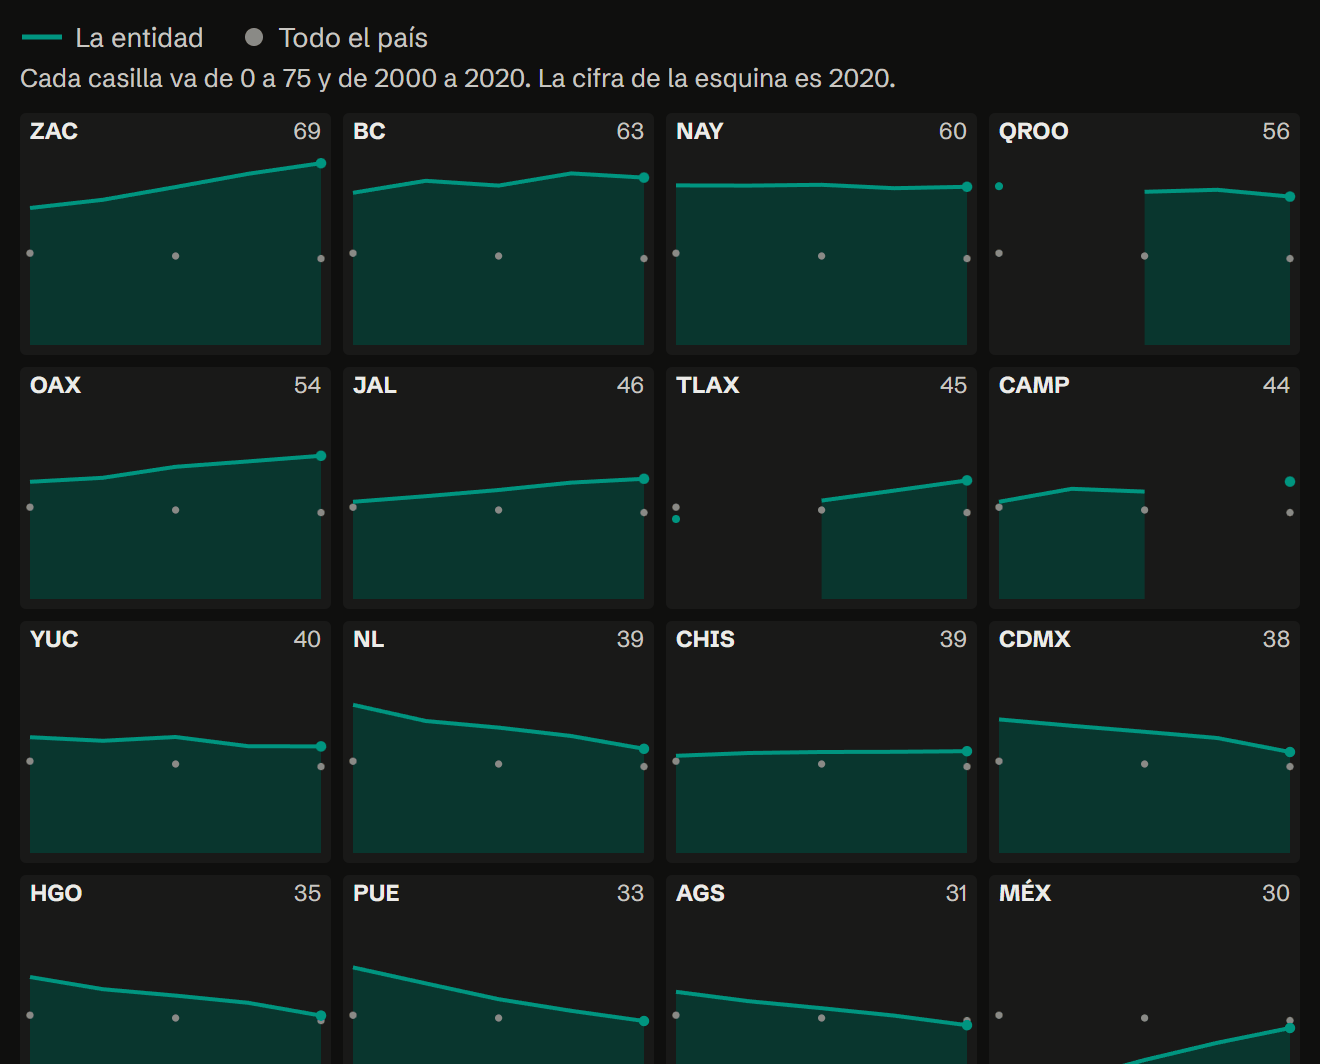 La entidad Todo el país
Cada casilla va de 0 a 75 y de 2000 a 2020. La cifra de la esquina es 2020.
ZAC 69 BC 63 NAY 60 QROO 56
OAX 54 JAL 46 TLAX 45 CAMP 44
YUC 40 NL 39 CHIS 39 CDMX 38
HGO 35 PUE 33 AGS 31 MÉX 30